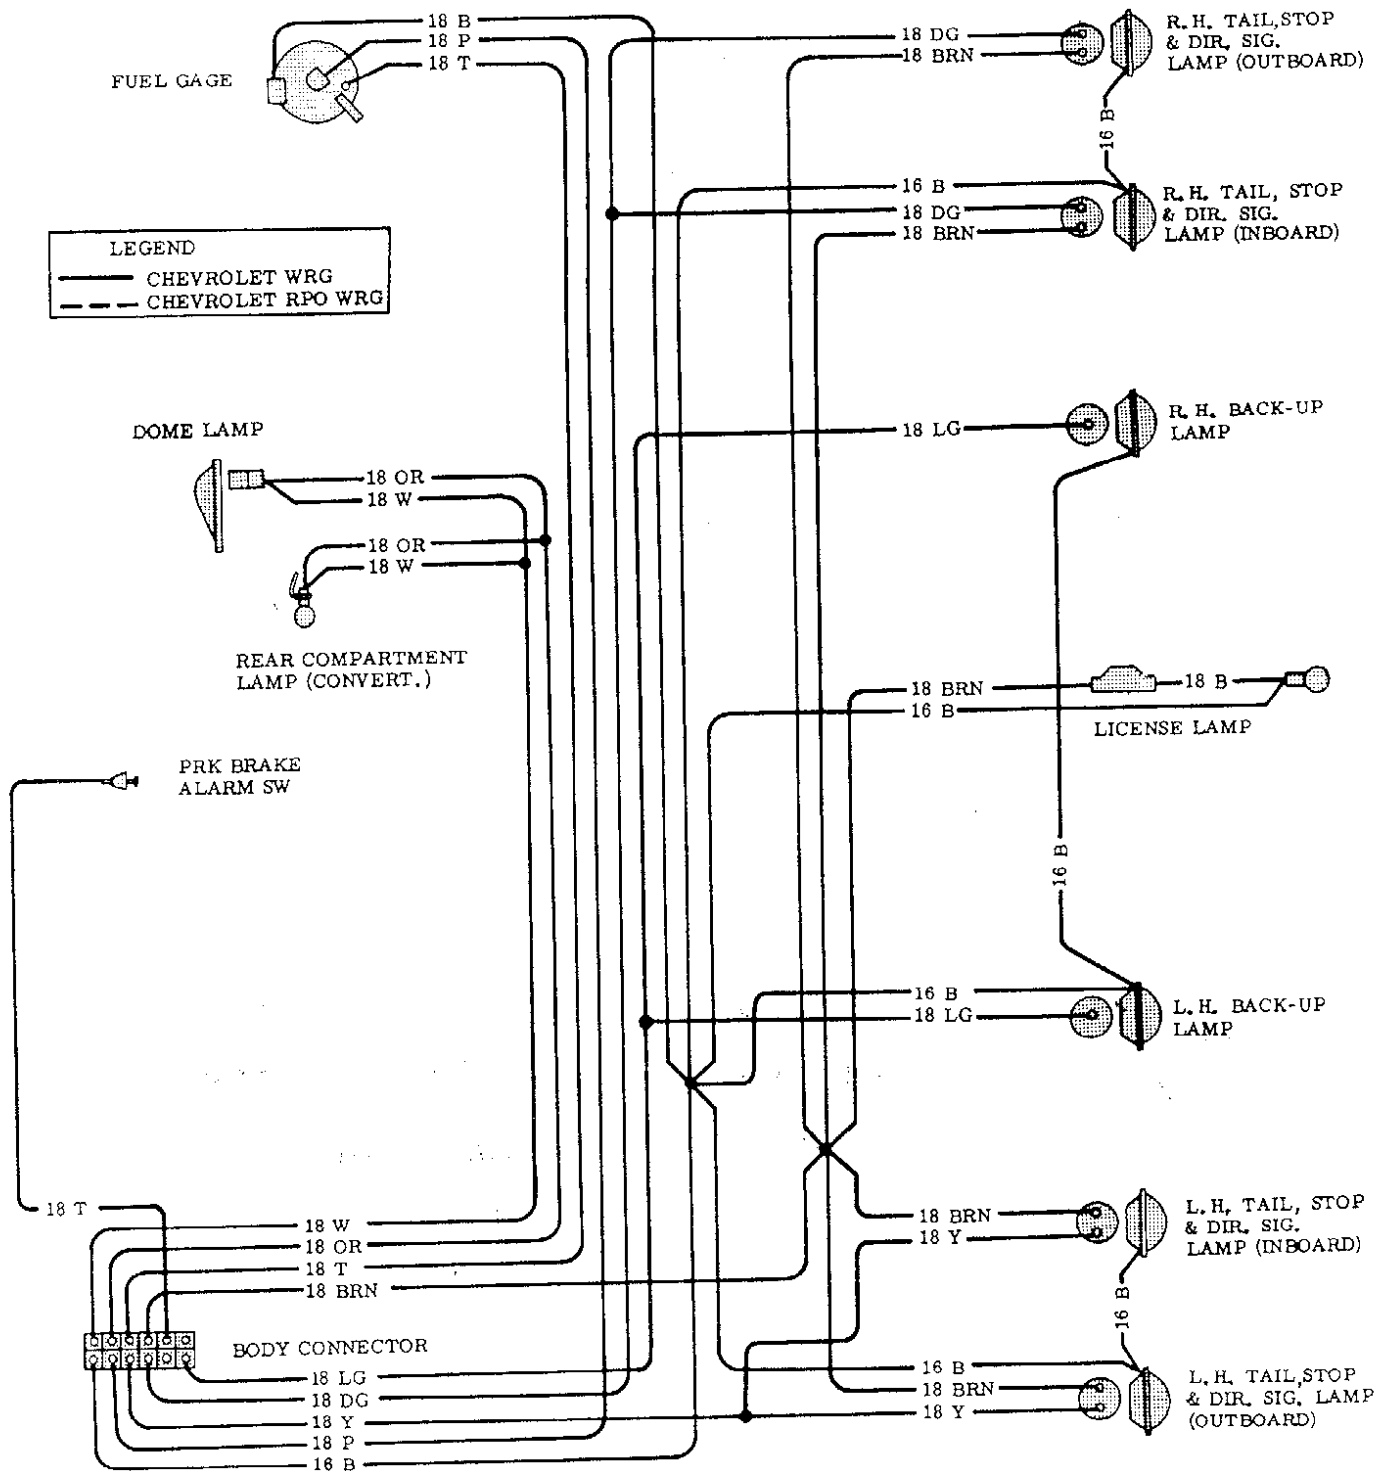 18 B
18 P
18 T
FUEL GAGE
LEGEND
CHEVROLET WRG
CHEVROLET RPO WRG
DOME LAMP
18 OR
18 W
18 OR
18 W
REAR COMPARTMENT
LAMP (CONVERT.)
PRK BRAKE
ALARM SW
18 T
18 W
18 OR
18 T
18 BRN
BODY CONNECTOR
18 LG
18 DG
18 Y
18 P
16 B
18 DG
18 BRN
R.H. TAIL,STOP
& DIR. SIG.
LAMP (OUTBOARD)
16 B
16 B
18 DG
18 BRN
R.H. TAIL, STOP
& DIR. SIG.
LAMP (INBOARD)
18 LG
R.H. BACK-UP
LAMP
18 BRN
16 B
18 B
LICENSE LAMP
16 B
16 B
18 LG
L.H. BACK-UP
LAMP
18 BRN
18 Y
L.H. TAIL, STOP
& DIR. SIG.
LAMP (INBOARD)
16 B
16 B
18 BRN
18 Y
L.H. TAIL,STOP
& DIR. SIG. LAMP
(OUTBOARD)